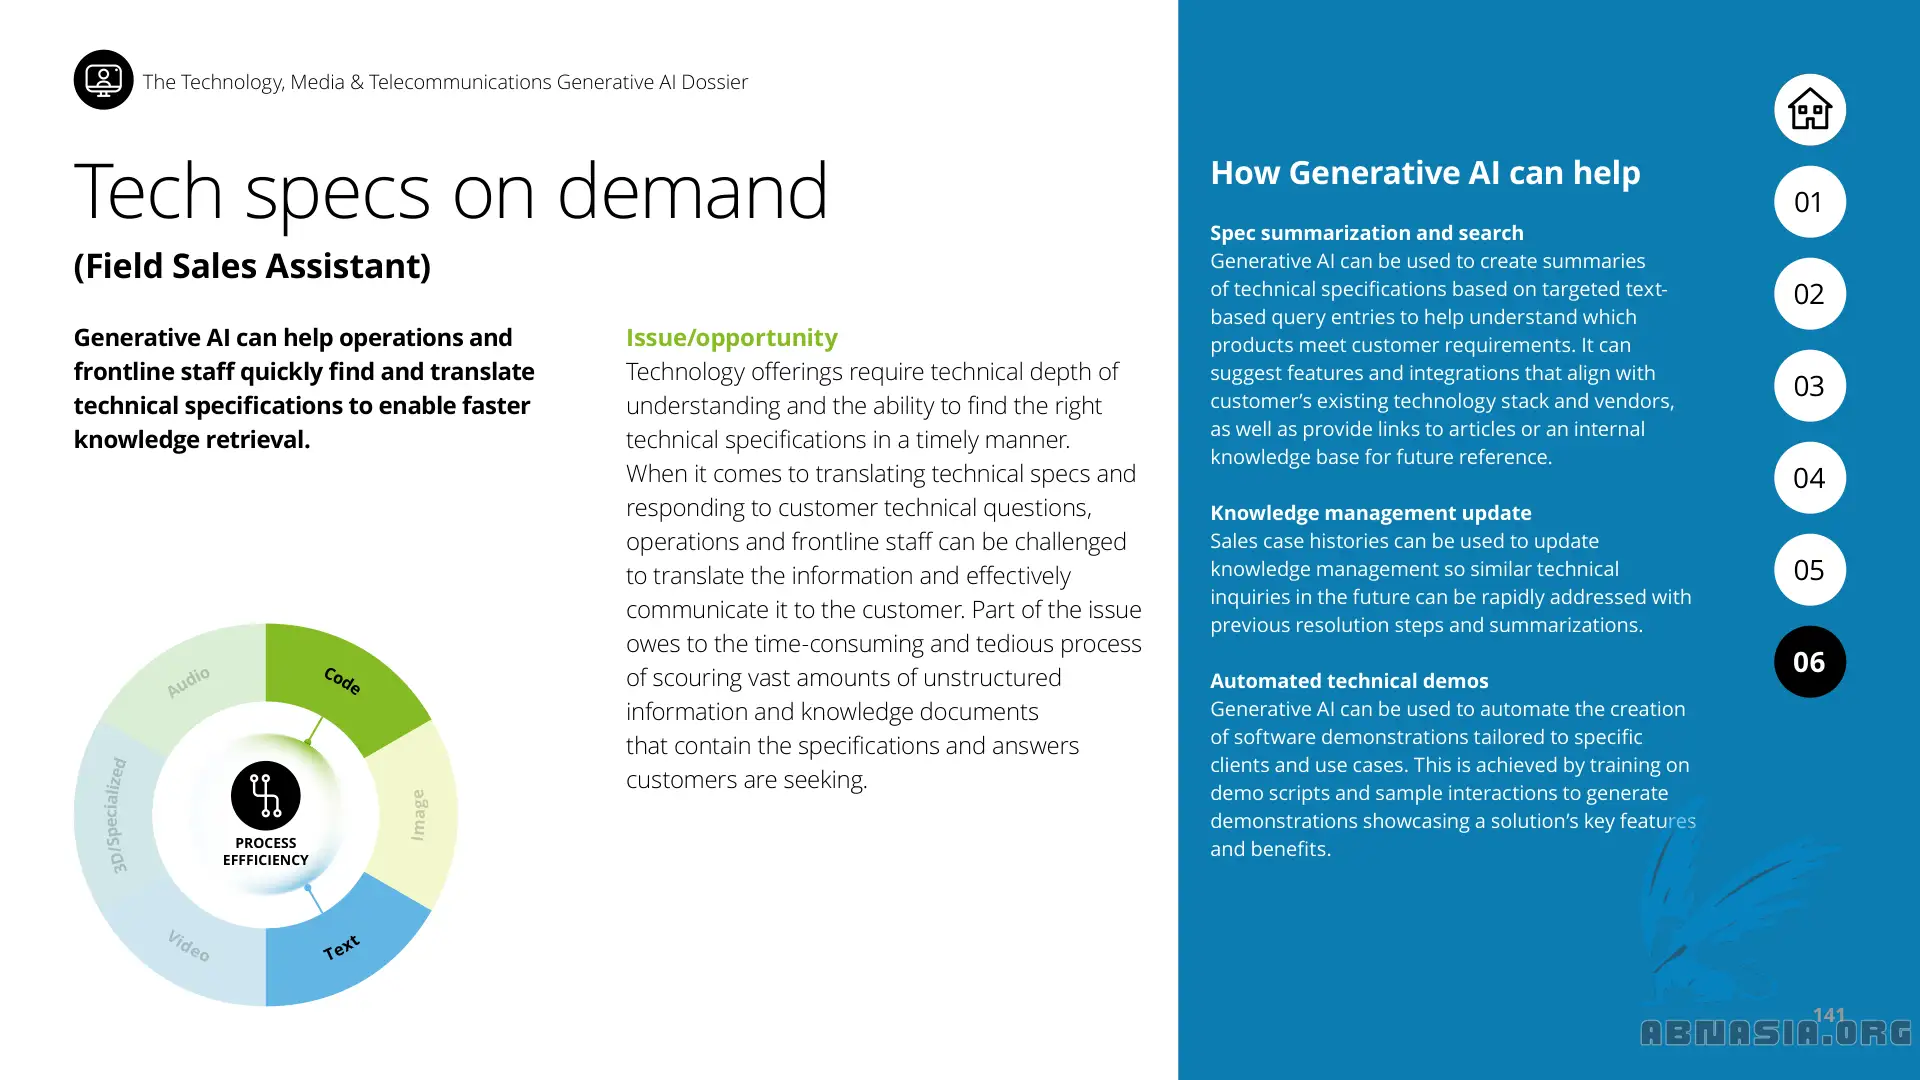 The Technology, Media & Telecommunications Generative AI Dossier
Tech specs on demand
(Field Sales Assistant)
Generative AI can help operations and
frontline staff quickly find and translate
technical specifications to enable faster
knowledge retrieval.
Audio
Code
3D/Specialized
Image
Video
Text
PROCESS
EFFFICIENCY
Issue/opportunity
Technology offerings require technical depth of
understanding and the ability to find the right
technical specifications in a timely manner.
When it comes to translating technical specs and
responding to customer technical questions,
operations and frontline staff can be challenged
to translate the information and effectively
communicate it to the customer. Part of the issue
owes to the time-consuming and tedious process
of scouring vast amounts of unstructured
information and knowledge documents
that contain the specifications and answers
customers are seeking.
How Generative AI can help
Spec summarization and search
Generative AI can be used to create summaries
of technical specifications based on targeted text-
based query entries to help understand which
products meet customer requirements. It can
suggest features and integrations that align with
customer’s existing technology stack and vendors,
as well as provide links to articles or an internal
knowledge base for future reference.
Knowledge management update
Sales case histories can be used to update
knowledge management so similar technical
inquiries in the future can be rapidly addressed with
previous resolution steps and summarizations.
Automated technical demos
Generative AI can be used to automate the creation
of software demonstrations tailored to specific
clients and use cases. This is achieved by training on
demo scripts and sample interactions to generate
demonstrations showcasing a solution’s key features
and benefits.
01
02
03
04
05
06
141
ABNASIA.ORG